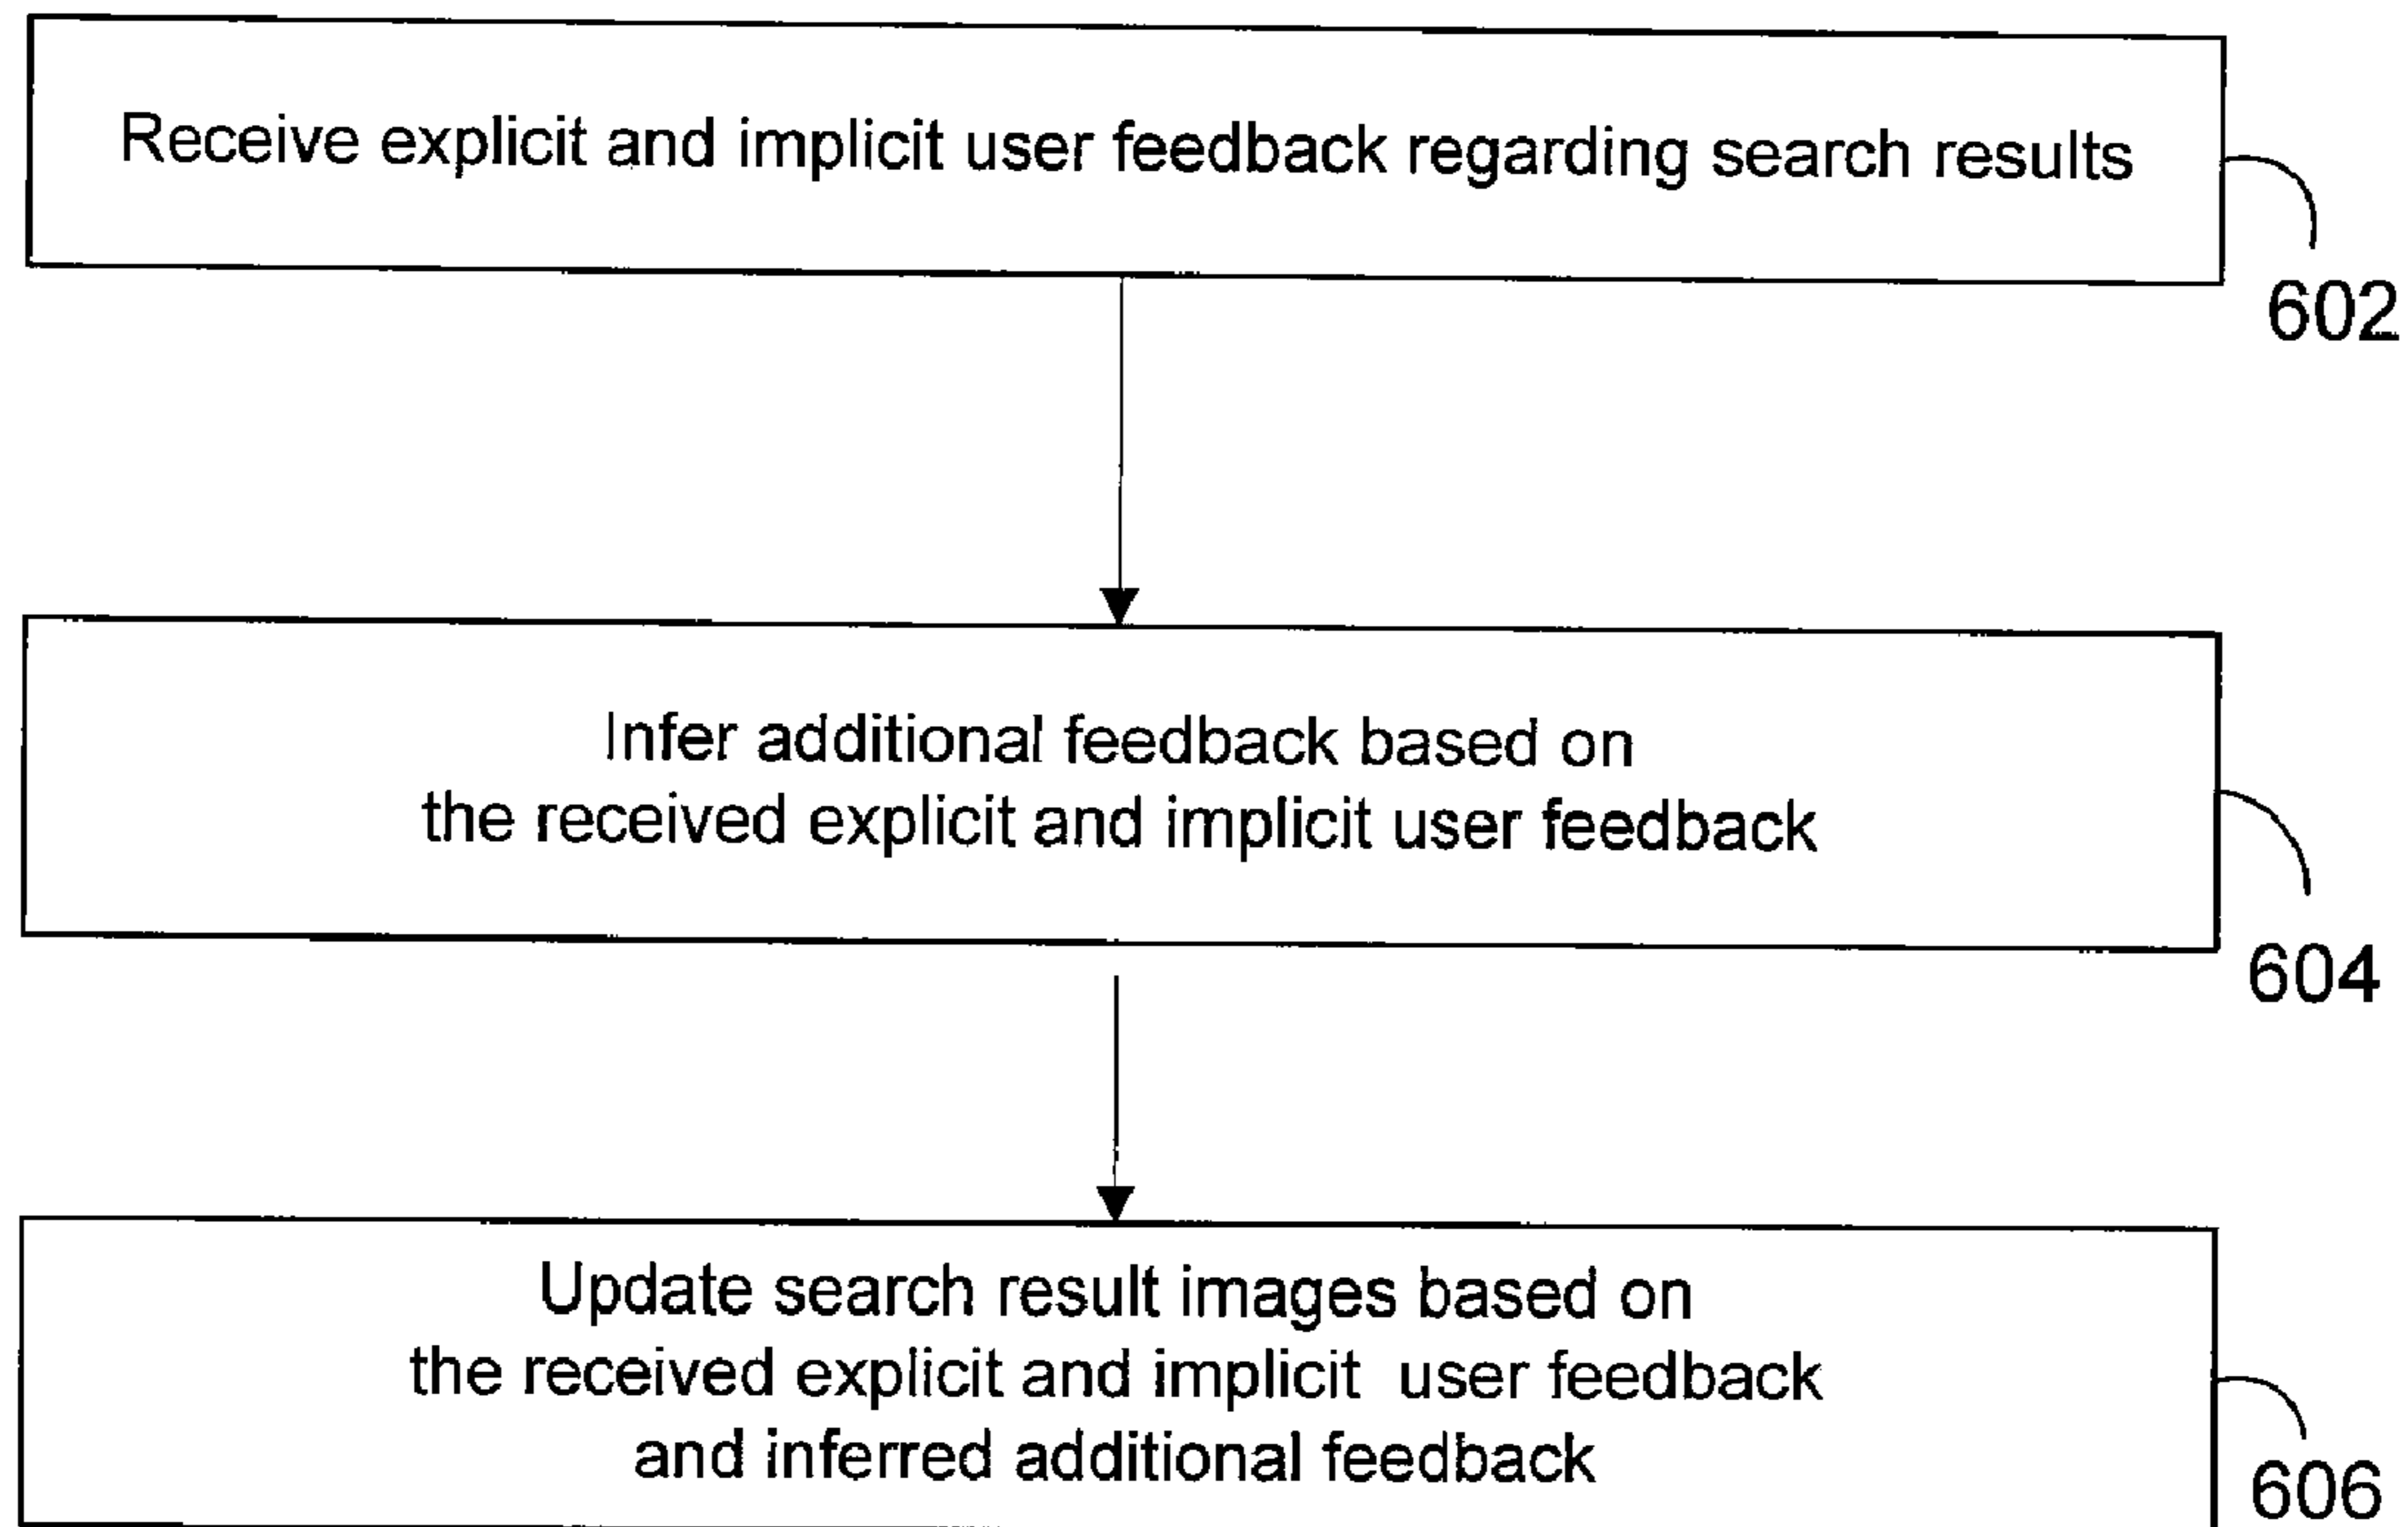 Receive explicit and implicit user feedback regarding search results
602
Infer additional feedback based on
the received explicit and implicit user feedback
604
Update search result images based on
the received explicit and implicit user feedback
and inferred additional feedback
606